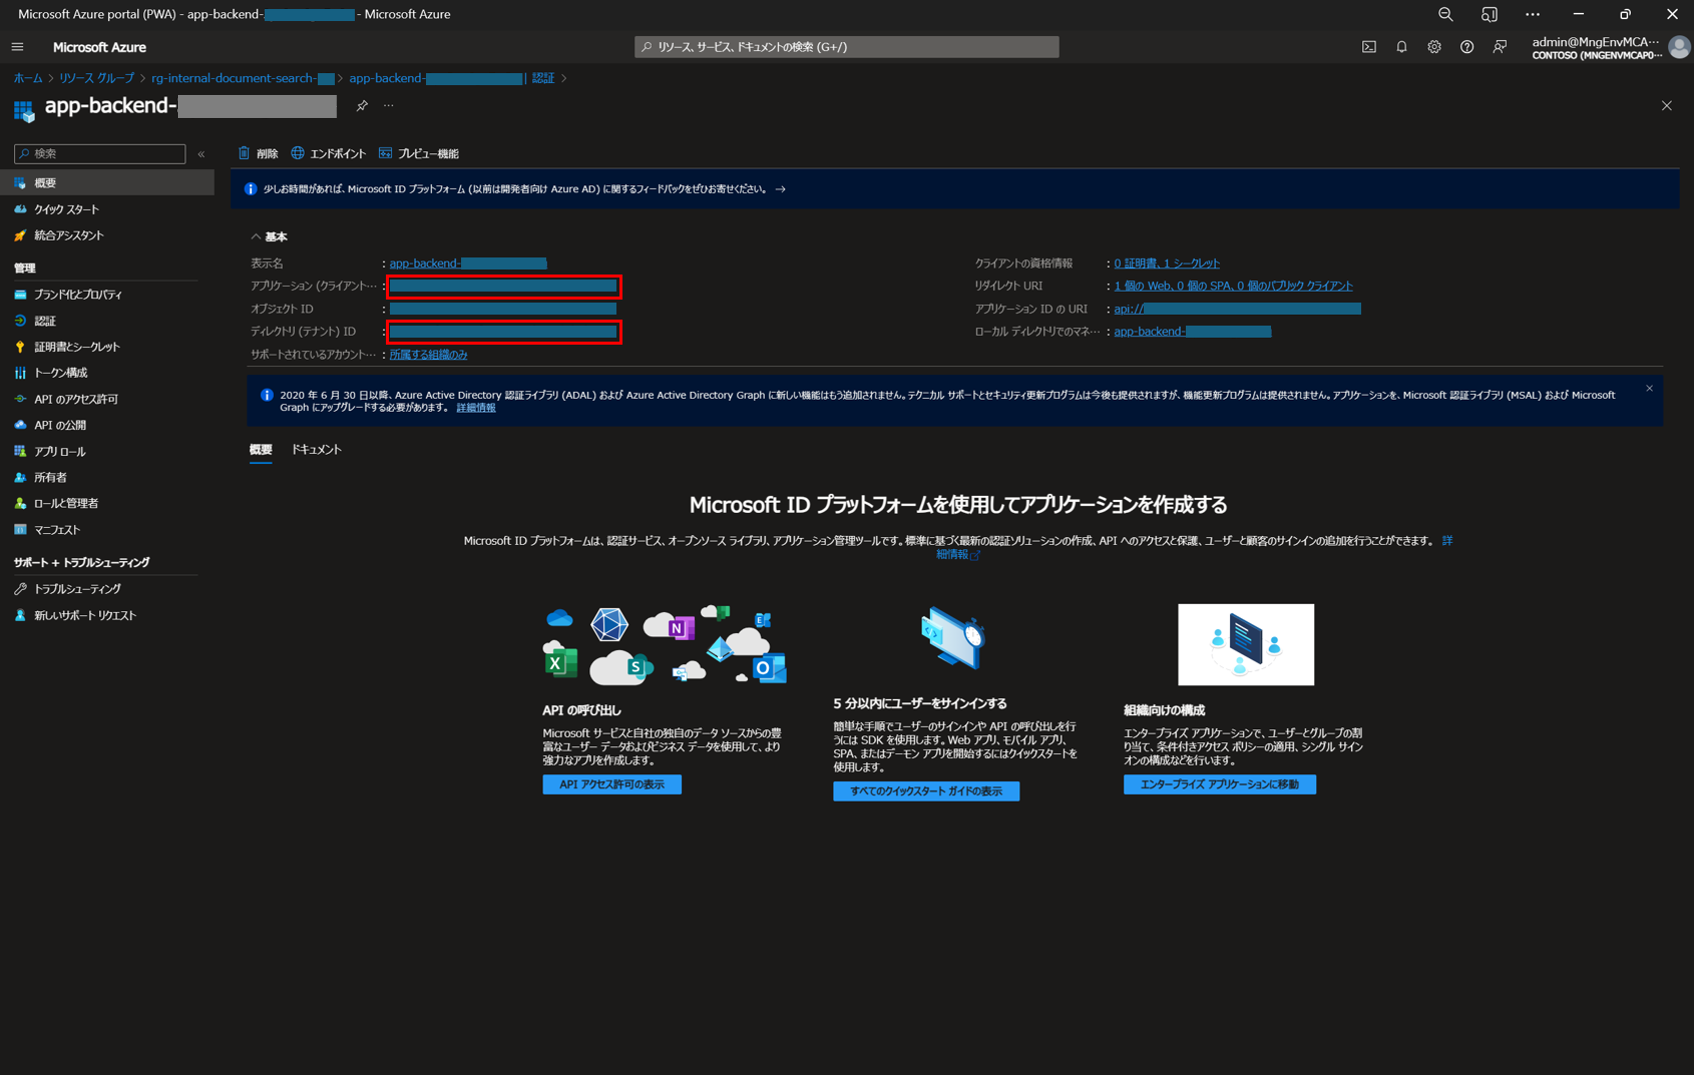 Microsoft Azure portal (PWA) - app-backend- - Microsoft Azure
Microsoft Azure
リソース、サービス、ドキュメントの検索 (G+/)
admin@MngEnvMCA…
CONTOSO (MNGENVMCAP0…
ホーム > リソース グループ > rg-internal-document-search- > app-backend- | 認証 >
app-backend-
検索
概要
クイック スタート
統合アシスタント
管理
ブランド化とプロパティ
認証
証明書とシークレット
トークン構成
API のアクセス許可
API の公開
アプリ ロール
所有者
ロールと管理者
マニフェスト
サポート + トラブルシューティング
トラブルシューティング
新しいサポート リクエスト
削除 エンドポイント プレビュー機能
少しお時間があれば、Microsoft ID プラットフォーム (以前は開発者向け Azure AD) に関するフィードバックをぜひお寄せください。 →
基本
表示名 : app-backend-
アプリケーション (クライアント… :
オブジェクト ID :
ディレクトリ (テナント) ID :
サポートされているアカウント… : 所属する組織のみ
クライアントの資格情報 : 0 証明書、1 シークレット
リダイレクト URI : 1 個の Web、0 個の SPA、0 個のパブリック クライアント
アプリケーション ID の URI : api://
ローカル ディレクトリでのマネ… : app-backend-
2020 年 6 月 30 日以降、Azure Active Directory 認証ライブラリ (ADAL) および Azure Active Directory Graph に新しい機能はもう追加されません。テクニカル サポートとセキュリティ更新プログラムは今後も提供されますが、機能更新プログラムは提供されません。アプリケーションを、Microsoft 認証ライブラリ (MSAL) および Microsoft
Graph にアップグレードする必要があります。 詳細情報
概要 ドキュメント
Microsoft ID プラットフォームを使用してアプリケーションを作成する
Microsoft ID プラットフォームは、認証サービス、オープンソース ライブラリ、アプリケーション管理ツールです。標準に基づく最新の認証ソリューションの作成、API へのアクセスと保護、ユーザーと顧客のサインインの追加を行うことができます。 詳
細情報
API の呼び出し
Microsoft サービスと自社の独自のデータ ソースからの豊
富なユーザー データおよびビジネス データを使用して、より
強力なアプリを作成します。
API アクセス許可の表示
5 分以内にユーザーをサインインする
簡単な手順でユーザーのサインインや API の呼び出しを行
うには SDK を使用します。Web アプリ、モバイル アプリ、
SPA、またはデーモン アプリを開始するにはクイックスタートを
使用します。
すべてのクイックスタート ガイドの表示
組織向けの構成
エンタープライズ アプリケーションで、ユーザーとグループの割
り当て、条件付きアクセス ポリシーの適用、シングル サイン
オンの構成などを行います。
エンタープライズ アプリケーションに移動